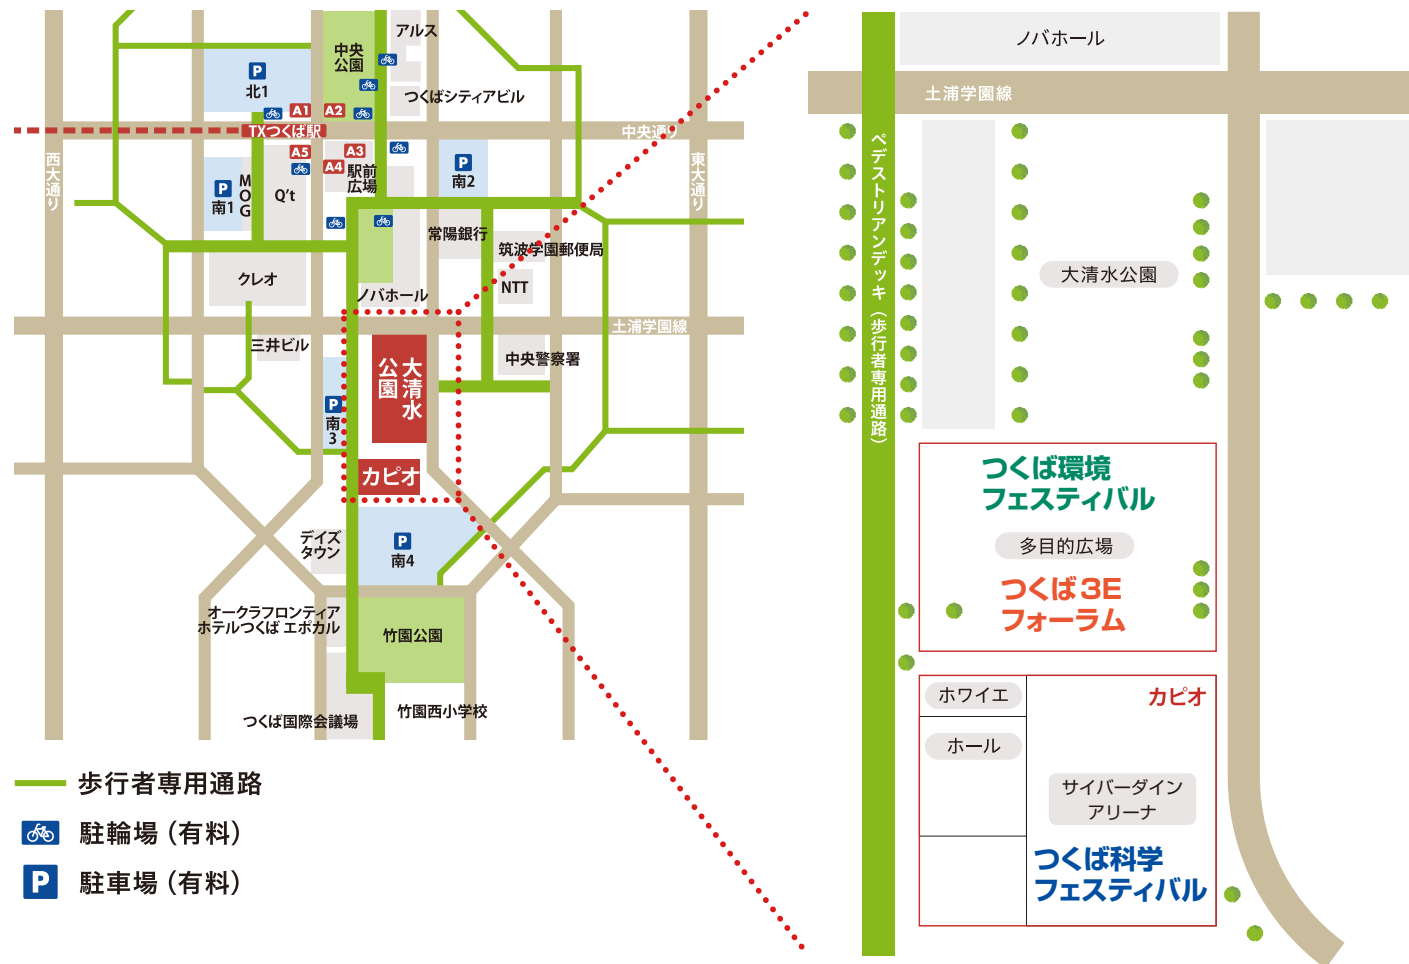 アルス
中央
公園
P
北1
つくばシティアビル
A1
A2
TXつくば駅
中央通り
西大通り
東大通り
A5
A3
A4
駅前
広場
P
南1
MOG
Q't
P
南2
常陽銀行
筑波学園郵便局
クレオ
ノバホール
NTT
土浦学園線
三井ビル
中央警察署
大清水
公園
P
南
3
カピオ
デイズ
タウン
P
南4
オークラフロンティア
ホテルつくば エポカル
竹園公園
つくば国際会議場
竹園西小学校
歩行者専用通路
駐輪場（有料）
P
駐車場（有料）
ノバホール
土浦学園線
ペデストリアンデッキ（歩行者専用通路）
大清水公園
つくば環境
フェスティバル
多目的広場
つくば3E
フォーラム
ホワイエ
カピオ
ホール
サイバーダイン
アリーナ
つくば科学
フェスティバル